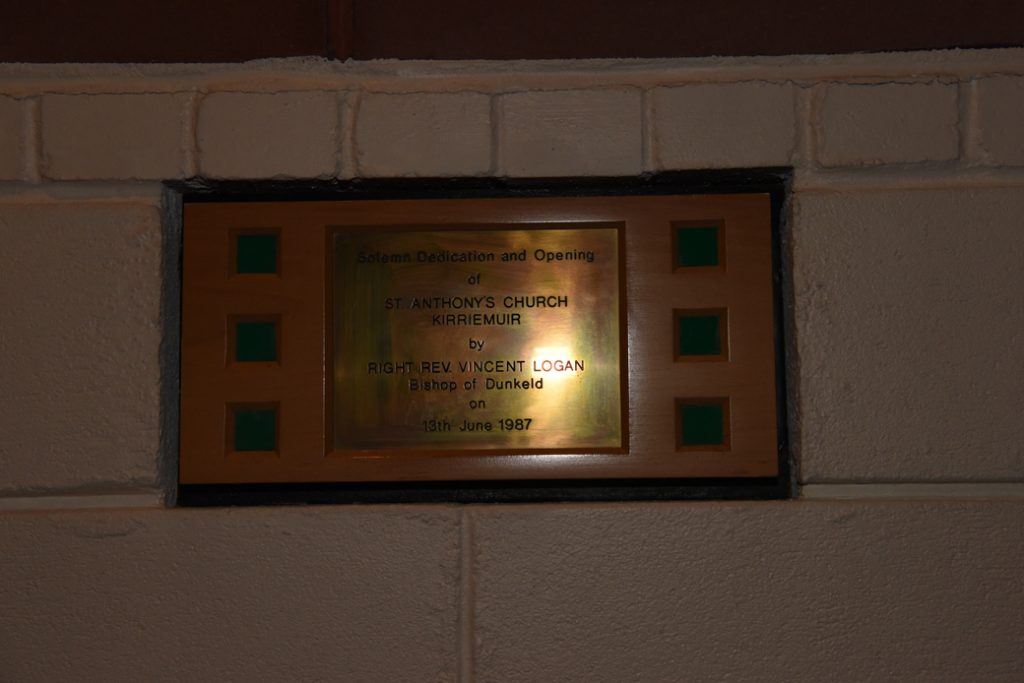 Solemn Dedication and Opening
of
ST. ANTHONY'S CHURCH
KIRRIEMUIR
by
RIGHT REV. VINCENT LOGAN
Bishop of Dunkeld
on
13th June 1987